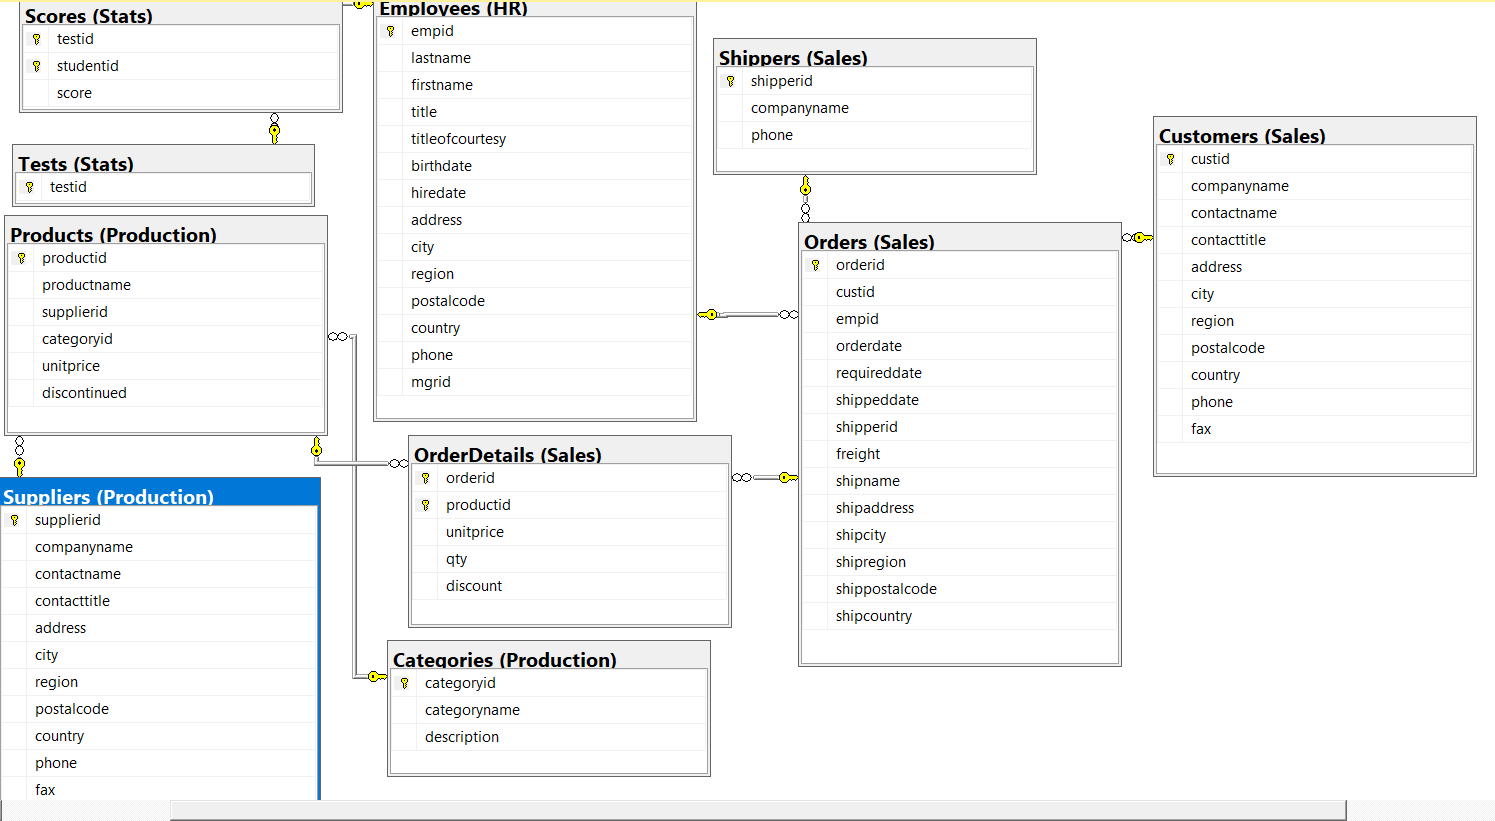 Scores (Stats)
testid
studentid
score
Tests (Stats)
testid
Products (Production)
productid
productname
supplierid
categoryid
unitprice
discontinued
Suppliers (Production)
supplierid
companyname
contactname
contacttitle
address
city
region
postalcode
country
phone
fax
Employees (HR)
empid
lastname
firstname
title
titleofcourtesy
birthdate
hiredate
address
city
region
postalcode
country
phone
mgrid
OrderDetails (Sales)
orderid
productid
unitprice
qty
discount
Categories (Production)
categoryid
categoryname
description
Shippers (Sales)
shipperid
companyname
phone
Orders (Sales)
orderid
custid
empid
orderdate
requireddate
shippeddate
shipperid
freight
shipname
shipaddress
shipcity
shipregion
shippostalcode
shipcountry
Customers (Sales)
custid
companyname
contactname
contacttitle
address
city
region
postalcode
country
phone
fax